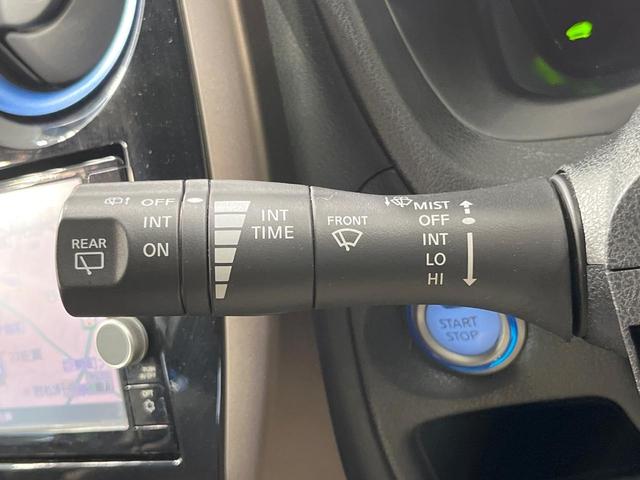 OFF
INT
ON
REAR
INT
TIME
FRONT
MIST
OFF
INT
LO
HI
START
STOP